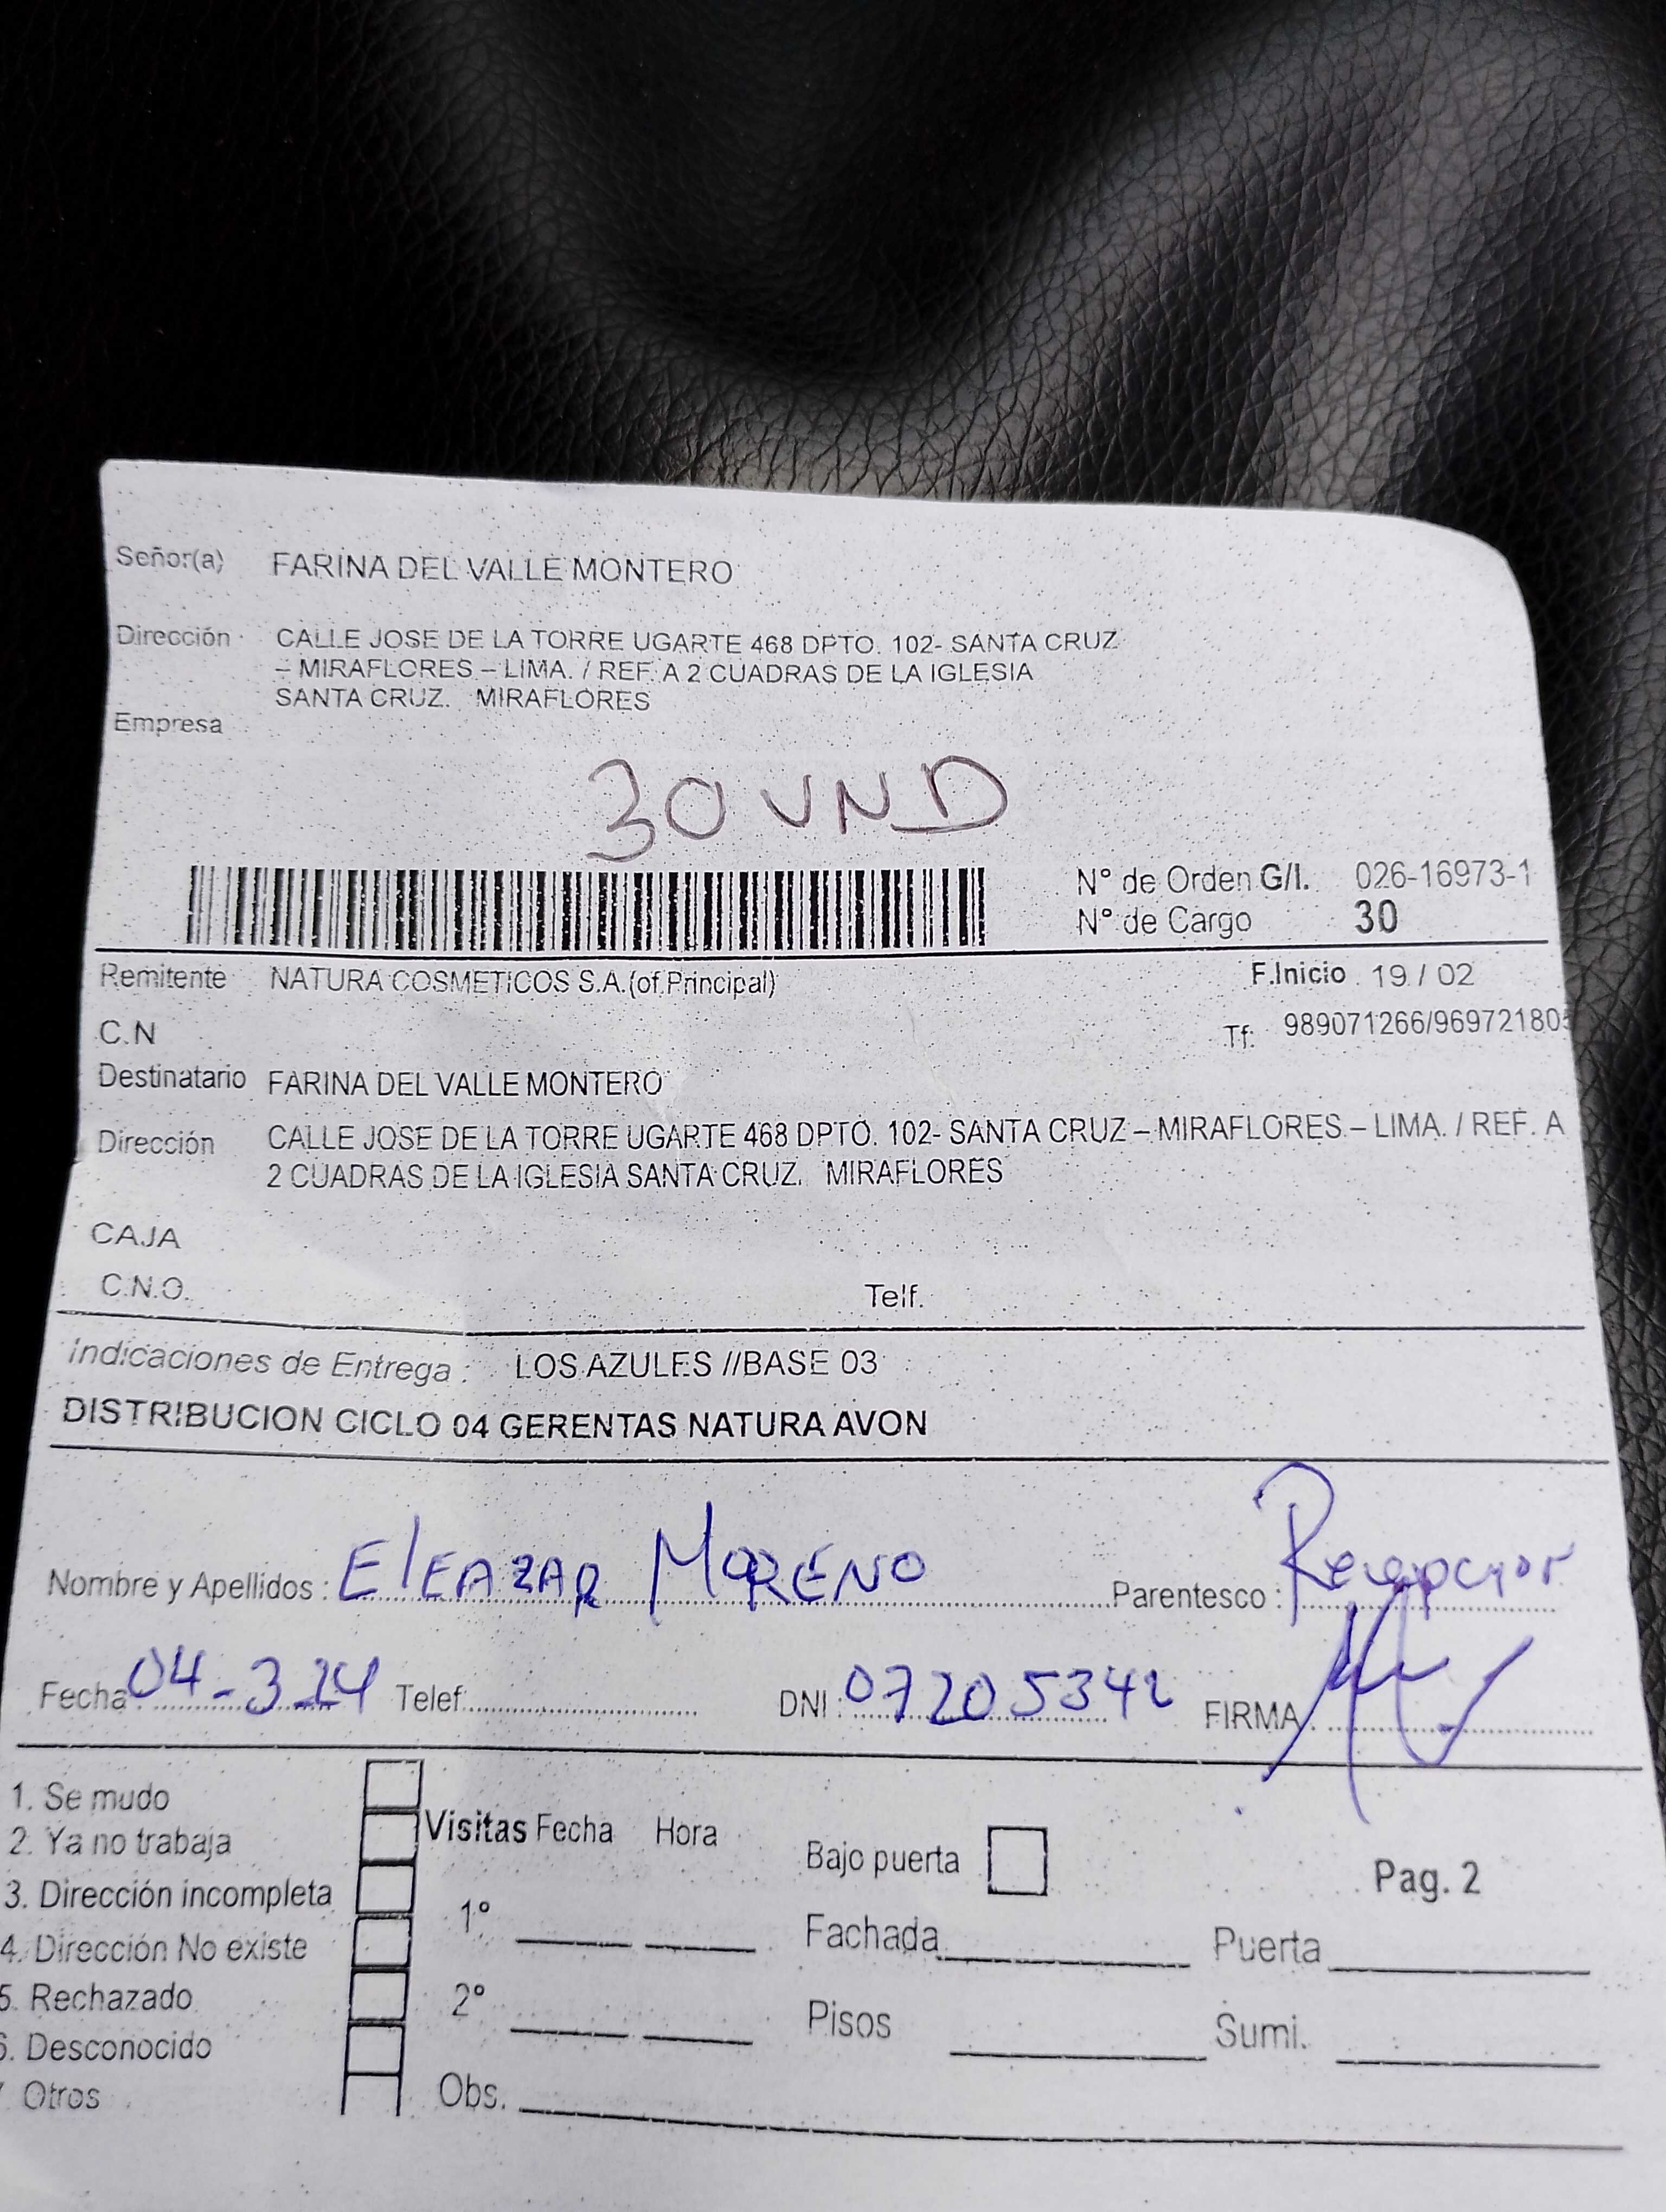 Señor(a) FARINA DEL VALLE MONTERO
Dirección CALLE JOSE DE LA TORRE UGARTE 468 DPTO. 102- SANTA CRUZ
– MIRAFLORES – LIMA. / REF. A 2 CUADRAS DE LA IGLESIA
SANTA CRUZ. MIRAFLORES
Empresa
30 UND
N° de Orden G/I. 026-16973-1
N° de Cargo 30
Remitente NATURA COSMETICOS S.A.(of.Principal)
F.Inicio 19 / 02
C.N
Tf: 989071266/969721805
Destinatario FARINA DEL VALLE MONTERO
Dirección CALLE JOSE DE LA TORRE UGARTE 468 DPTO. 102- SANTA CRUZ – MIRAFLORES – LIMA. / REF. A
2 CUADRAS DE LA IGLESIA SANTA CRUZ. MIRAFLORES
CAJA
C.N.O. Telf.
Indicaciones de Entrega : LOS AZULES //BASE 03
DISTRIBUCION CICLO 04 GERENTAS NATURA AVON
Nombre y Apellidos : ElEAZAR MORENO Parentesco : Recepcior
Fecha 04-3-24 Telef: DNI : 07205342 FIRMA :
1. Se mudo
2. Ya no trabaja
3. Dirección incompleta
4. Dirección No existe
5. Rechazado
6. Desconocido
Otros
Visitas Fecha Hora
1°
2°
Obs.
Bajo puerta
Pag. 2
Fachada Puerta
Pisos Sumi.